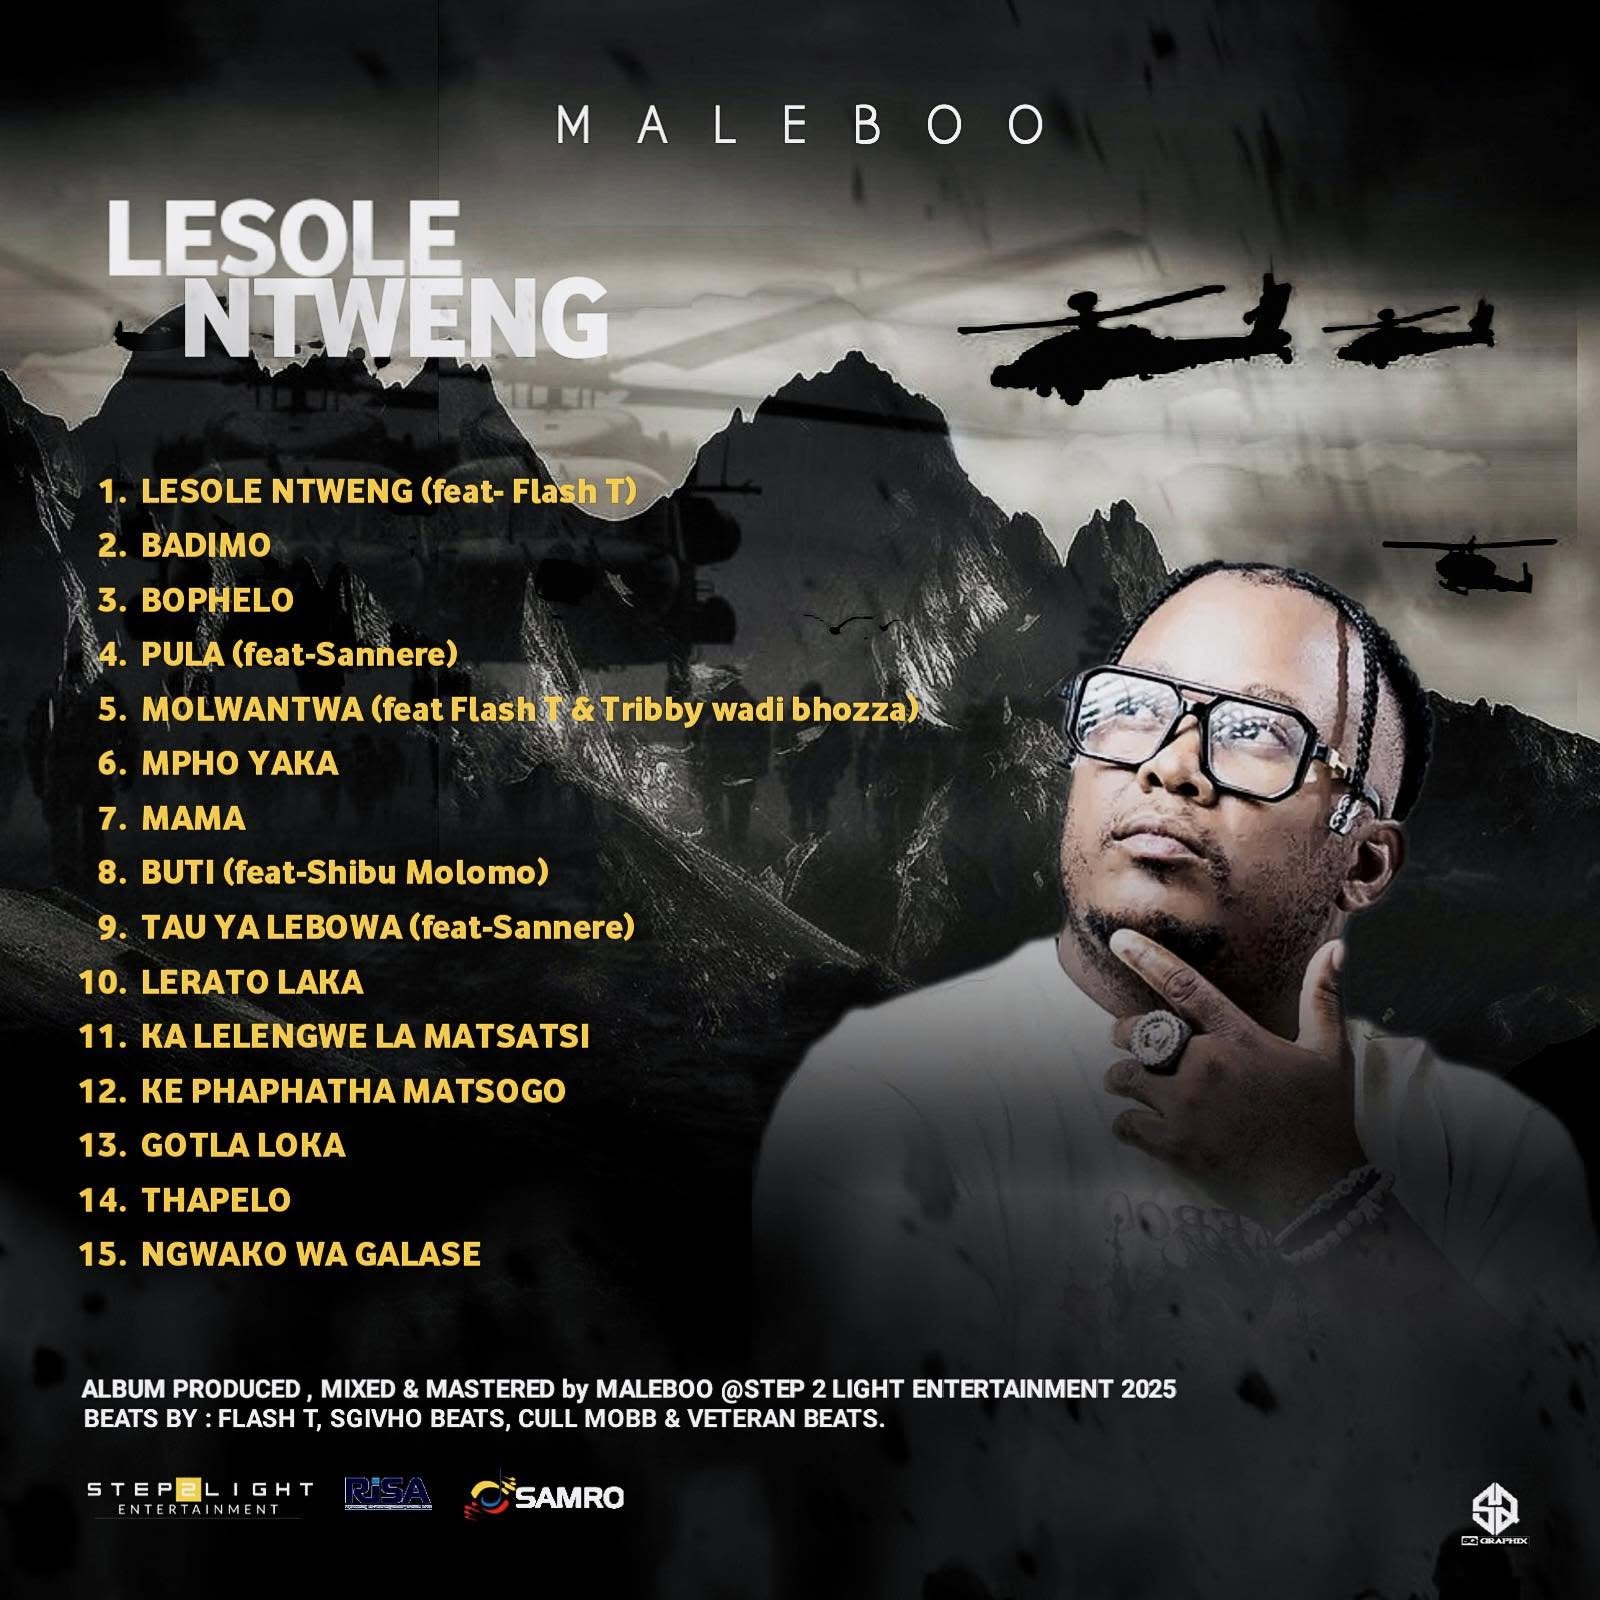 MALEBOO
LESOLE
NTWENG
1. LESOLE NTWENG (feat- Flash T)
2. BADIMO
3. BOPHELO
4. PULA (feat-Sannere)
5. MOLWANTWA (feat Flash T & Tribby wadi bhozza)
6. MPHO YAKA
7. MAMA
8. BUTI (feat-Shibu Molomo)
9. TAU YA LEBOWA (feat-Sannere)
10. LERATO LAKA
11. KA LELENGWE LA MATSATSI
12. KE PHAPHATHA MATSOGO
13. GOTLA LOKA
14. THAPELO
15. NGWAKO WA GALASE
ALBUM PRODUCED , MIXED & MASTERED by MALEBOO @STEP 2 LIGHT ENTERTAINMENT 2025
BEATS BY : FLASH T, SGIVHO BEATS, CULL MOBB & VETERAN BEATS.
STEP2LIGHT
ENTERTAINMENT
RiSA
SAMRO
SQ GRAPHIX